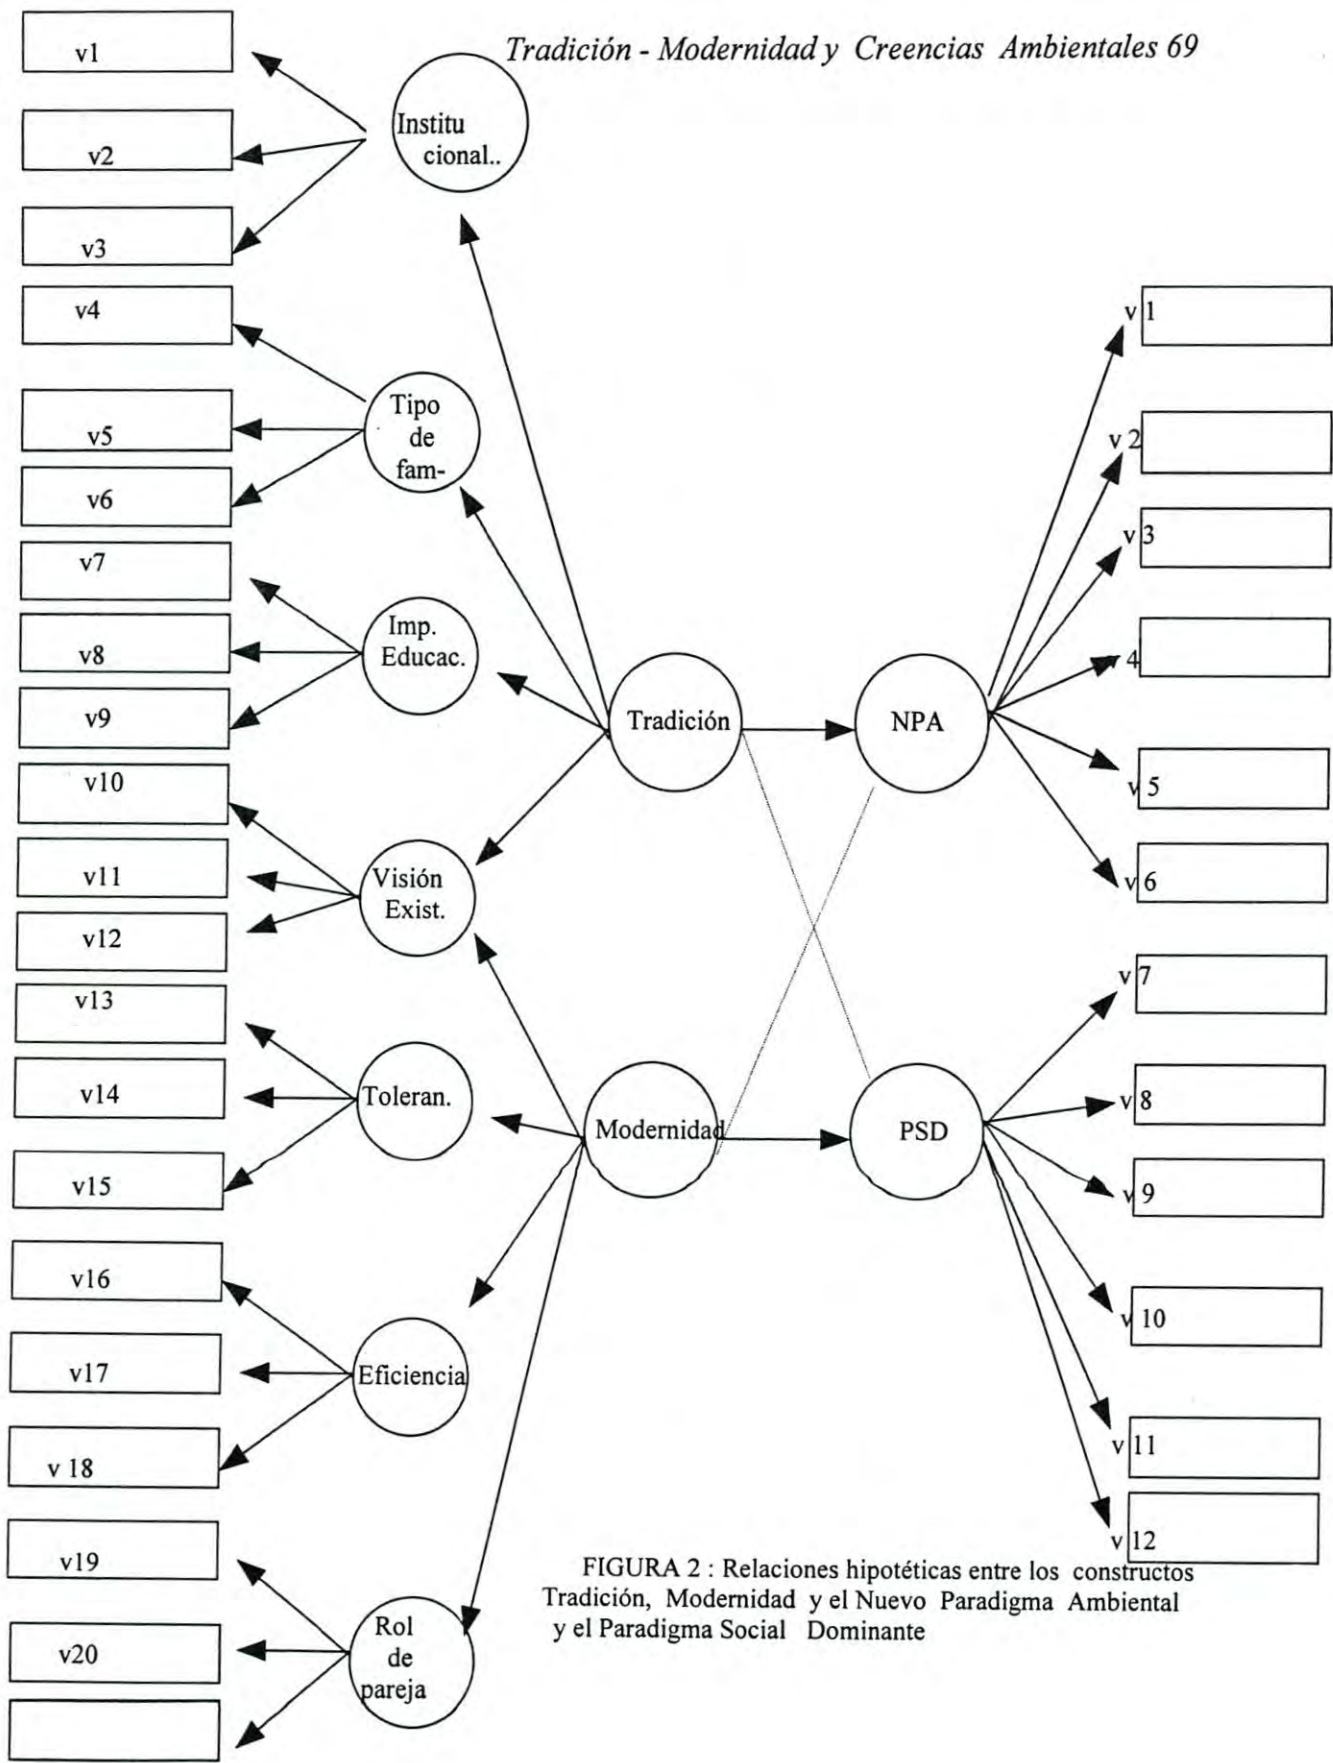 Tradición - Modernidad y Creencias Ambientales 69
v1
v2
v3
v4
v5
v6
v7
v8
v9
v10
v11
v12
v13
v14
v15
v16
v17
v 18
v19
v20
Institu
cional..
Tipo
de
fam-
Imp.
Educac.
Visión
Exist.
Toleran.
Eficiencia
Rol
de
pareja
Tradición
Modernidad
NPA
PSD
v 1
v 2
v 3
v 4
v 5
v 6
v 7
v 8
v 9
v 10
v 11
v 12
FIGURA 2 : Relaciones hipotéticas entre los constructos
Tradición, Modernidad y el Nuevo Paradigma Ambiental
y el Paradigma Social Dominante